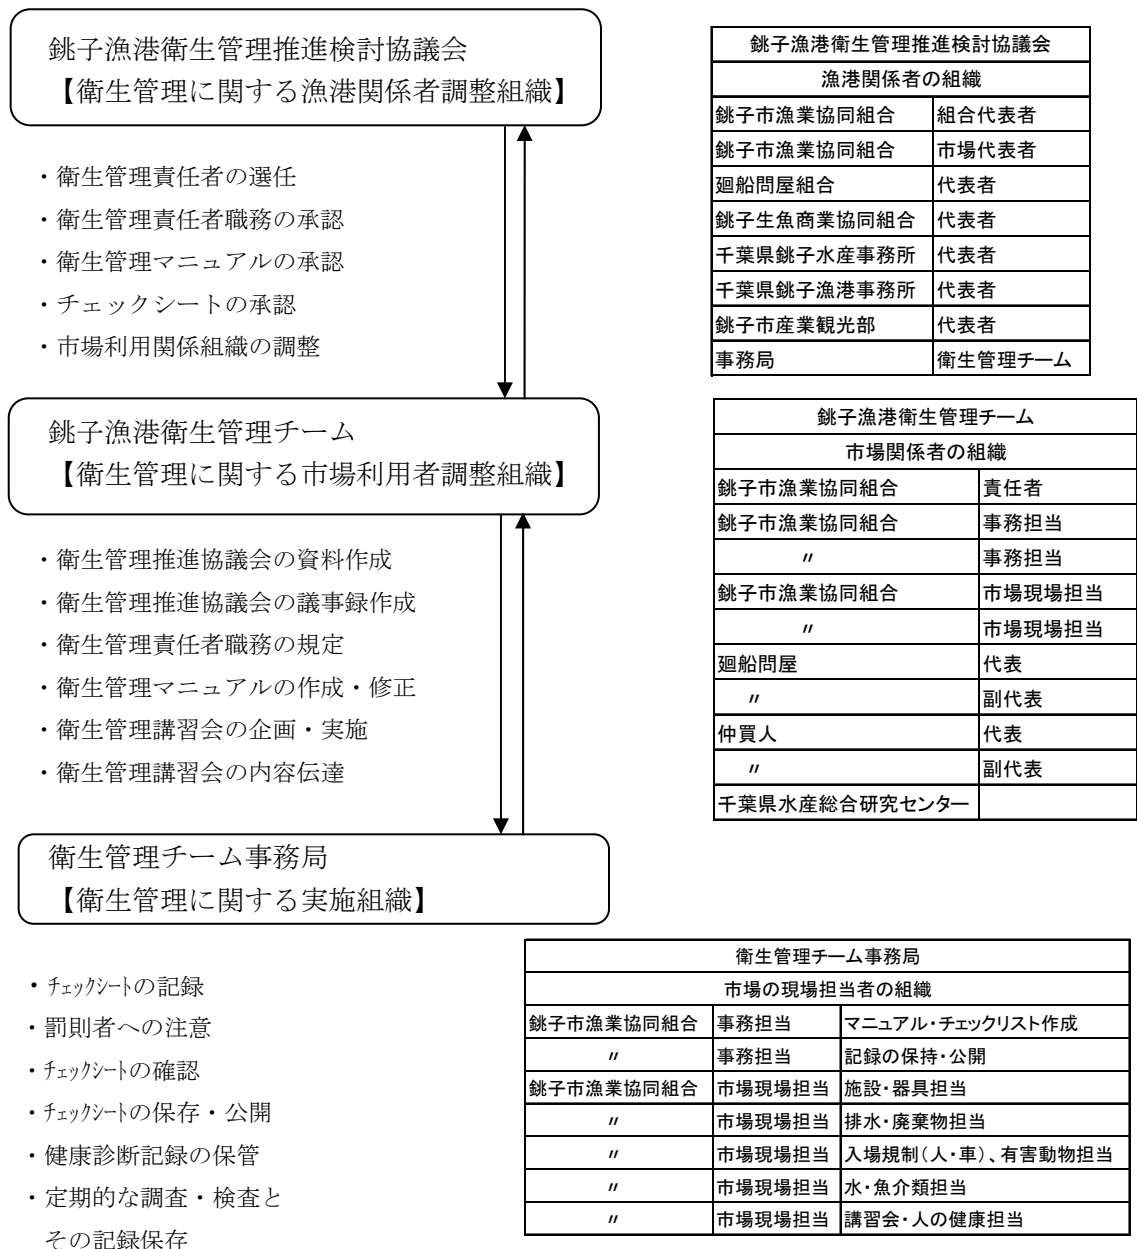 銚子漁港衛生管理推進検討協議会
【衛生管理に関する漁港関係者調整組織】
・衛生管理責任者の選任
・衛生管理責任者職務の承認
・衛生管理マニュアルの承認
・チェックシートの承認
・市場利用関係組織の調整
銚子漁港衛生管理推進検討協議会
漁港関係者の組織
銚子市漁業協同組合 組合代表者
銚子市漁業協同組合 市場代表者
廻船問屋組合 代表者
銚子生魚商業協同組合 代表者
千葉県銚子水産事務所 代表者
千葉県銚子漁港事務所 代表者
銚子市産業観光部 代表者
事務局 衛生管理チーム
銚子漁港衛生管理チーム
【衛生管理に関する市場利用者調整組織】
・衛生管理推進協議会の資料作成
・衛生管理推進協議会の議事録作成
・衛生管理責任者職務の規定
・衛生管理マニュアルの作成・修正
・衛生管理講習会の企画・実施
・衛生管理講習会の内容伝達
銚子漁港衛生管理チーム
市場関係者の組織
銚子市漁業協同組合 責任者
銚子市漁業協同組合 事務担当
〃 事務担当
銚子市漁業協同組合 市場現場担当
〃 市場現場担当
廻船問屋 代表
〃 副代表
仲買人 代表
〃 副代表
千葉県水産総合研究センター
衛生管理チーム事務局
【衛生管理に関する実施組織】
・ﾁｪｯｸｼｰﾄの記録
・罰則者への注意
・ﾁｪｯｸｼｰﾄの確認
・ﾁｪｯｸｼｰﾄの保存・公開
・健康診断記録の保管
・定期的な調査・検査と
その記録保存
衛生管理チーム事務局
市場の現場担当者の組織
銚子市漁業協同組合 事務担当 マニュアル・チェックリスト作成
〃 事務担当 記録の保持・公開
銚子市漁業協同組合 市場現場担当 施設・器具担当
〃 市場現場担当 排水・廃棄物担当
〃 市場現場担当 入場規制（人・車）、有害動物担当
〃 市場現場担当 水・魚介類担当
〃 市場現場担当 講習会・人の健康担当